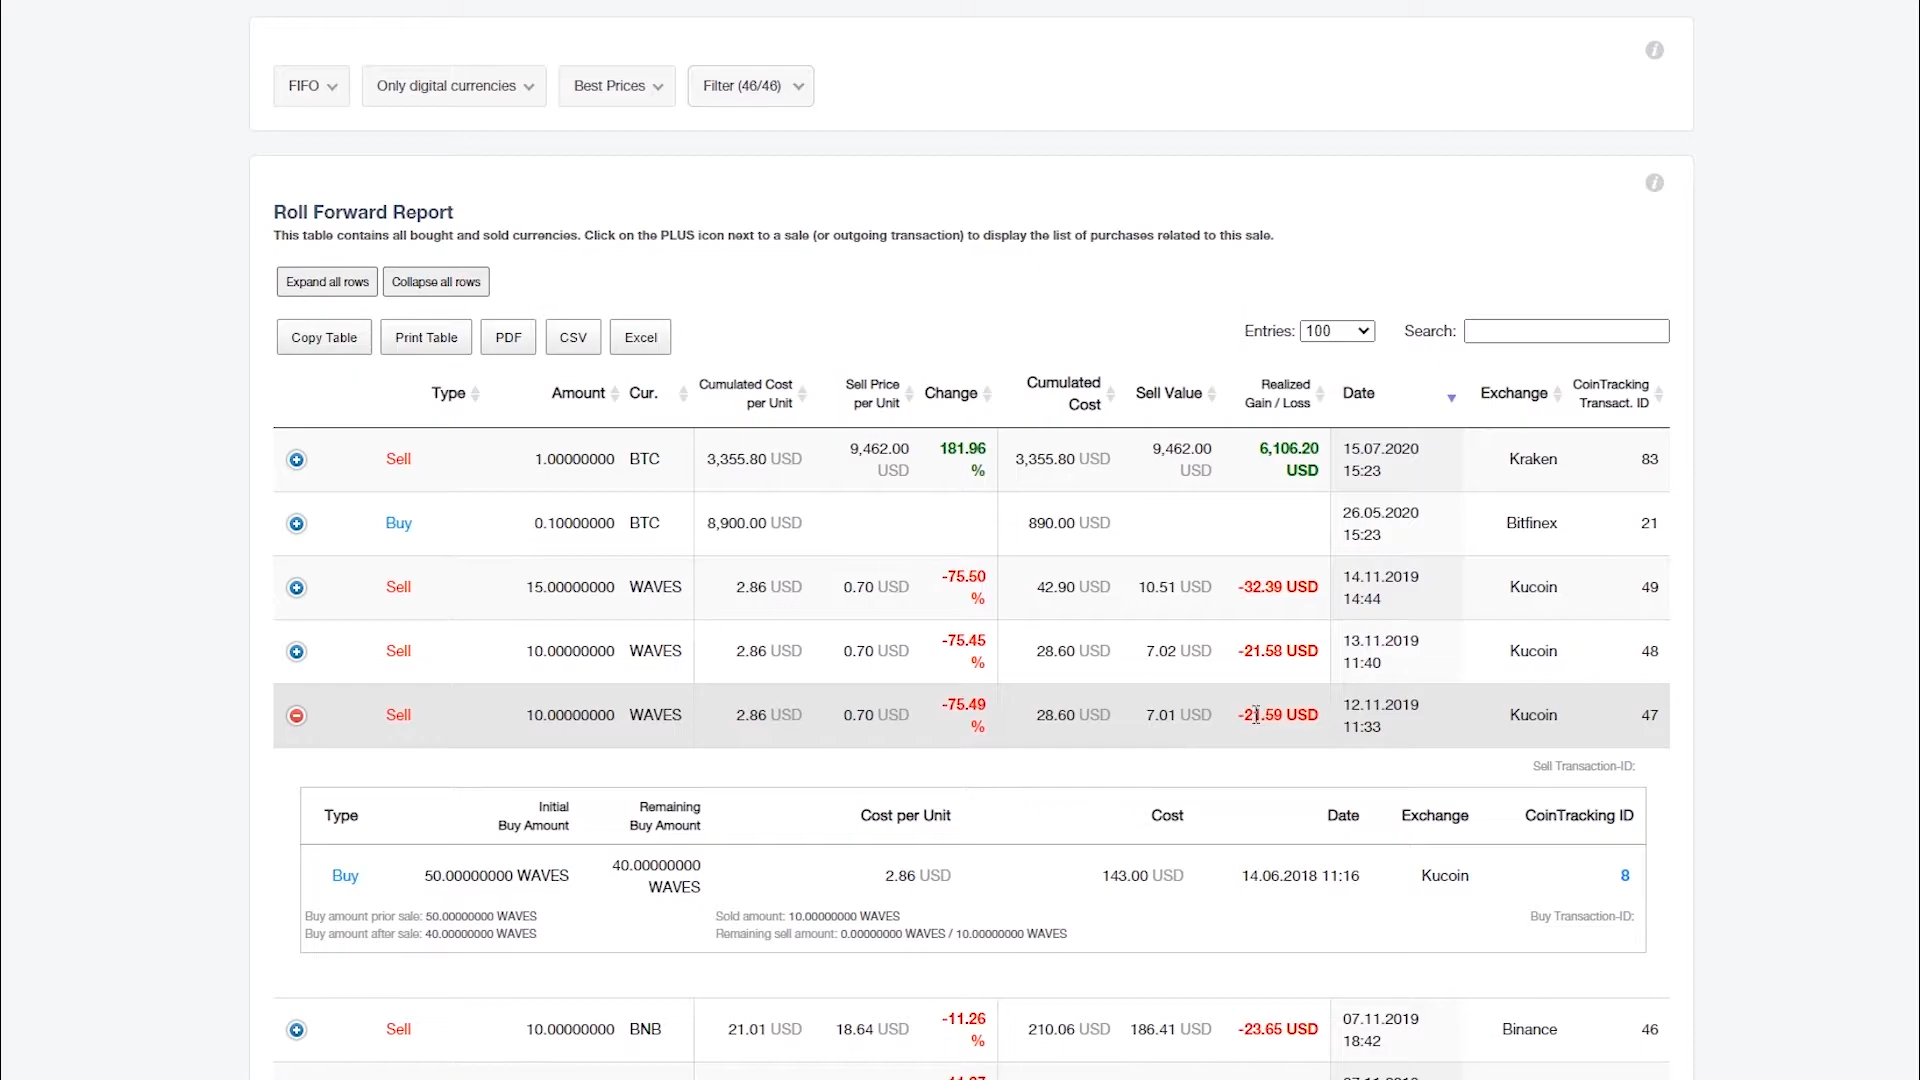 FIFO Only digital currencies Best Prices Filter (46/46)
Roll Forward Report
This table contains all bought and sold currencies. Click on the PLUS icon next to a sale (or outgoing transaction) to display the list of purchases related to this sale.
Expand all rows Collapse all rows
Copy Table Print Table PDF CSV Excel Entries: 100 Search:
Type Amount Cur. Cumulated Cost per Unit Sell Price per Unit Change Cumulated Cost Sell Value Realized Gain / Loss Date Exchange CoinTracking Transact. ID
Sell 1.00000000 BTC 3,355.80 USD 9,462.00 USD 181.96 % 3,355.80 USD 9,462.00 USD 6,106.20 USD 15.07.2020 15:23 Kraken 83
Buy 0.10000000 BTC 8,900.00 USD 890.00 USD 26.05.2020 15:23 Bitfinex 21
Sell 15.00000000 WAVES 2.86 USD 0.70 USD -75.50 % 42.90 USD 10.51 USD -32.39 USD 14.11.2019 14:44 Kucoin 49
Sell 10.00000000 WAVES 2.86 USD 0.70 USD -75.45 % 28.60 USD 7.02 USD -21.58 USD 13.11.2019 11:40 Kucoin 48
Sell 10.00000000 WAVES 2.86 USD 0.70 USD -75.49 % 28.60 USD 7.01 USD -21.59 USD 12.11.2019 11:33 Kucoin 47
Sell Transaction-ID:
Type Initial Buy Amount Remaining Buy Amount Cost per Unit Cost Date Exchange CoinTracking ID
Buy 50.00000000 WAVES 40.00000000 WAVES 2.86 USD 143.00 USD 14.06.2018 11:16 Kucoin 8
Buy amount prior sale: 50.00000000 WAVES Sold amount: 10.00000000 WAVES Buy Transaction-ID:
Buy amount after sale: 40.00000000 WAVES Remaining sell amount: 0.00000000 WAVES / 10.00000000 WAVES
Sell 10.00000000 BNB 21.01 USD 18.64 USD -11.26 % 210.06 USD 186.41 USD -23.65 USD 07.11.2019 18:42 Binance 46